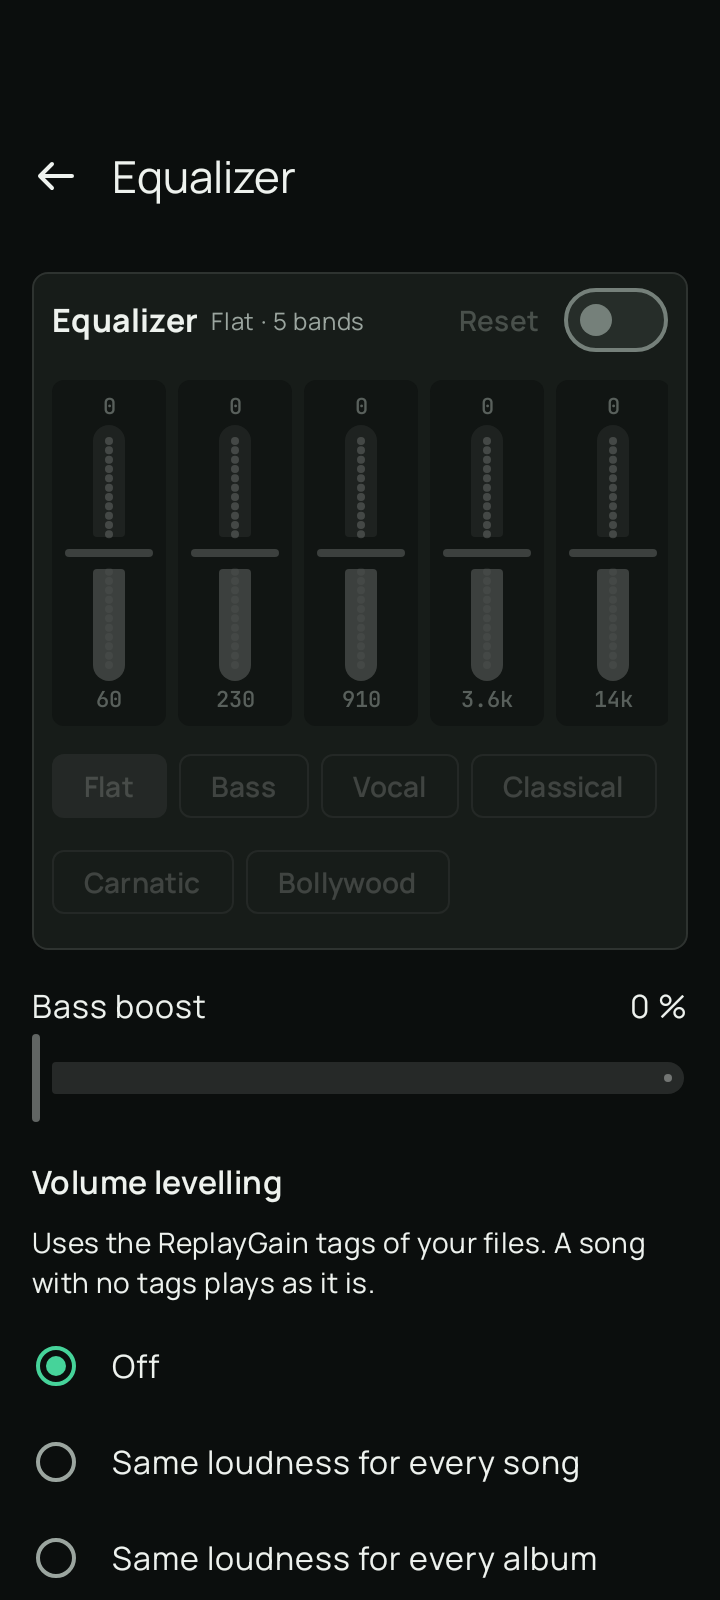 Equalizer
Equalizer Flat · 5 bands Reset
0 0 0 0 0
60 230 910 3.6k 14k
Flat Bass Vocal Classical
Carnatic Bollywood
Bass boost 0 %
Volume levelling
Uses the ReplayGain tags of your files. A song
with no tags plays as it is.
Off
Same loudness for every song
Same loudness for every album